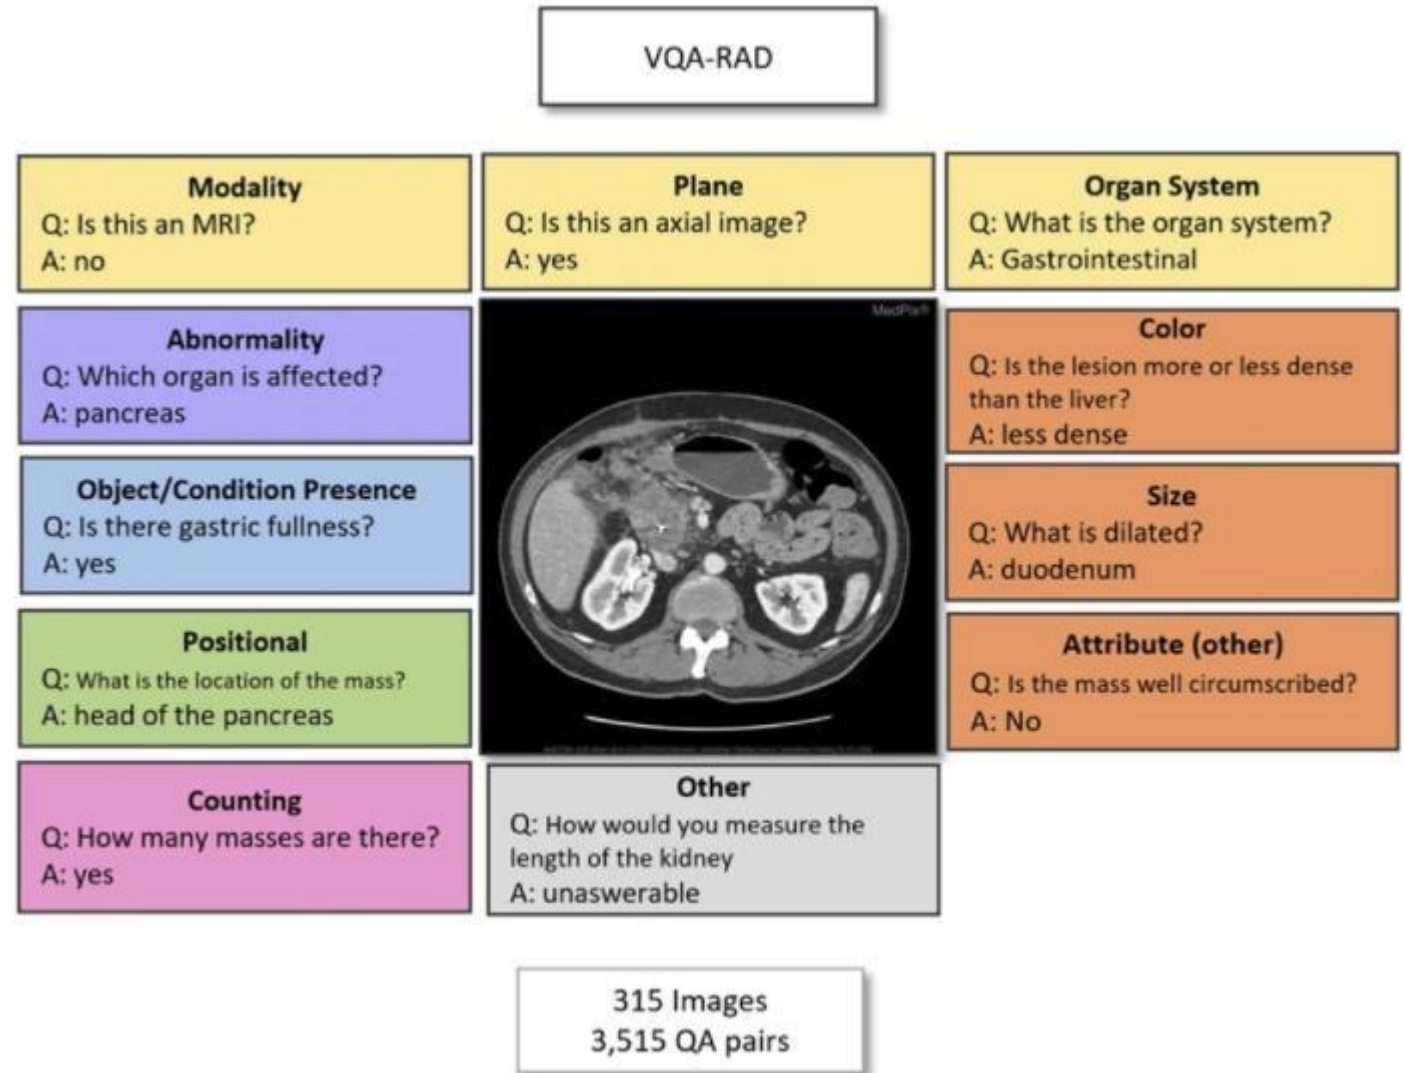 VQA-RAD
Modality
Q: Is this an MRI?
A: no
Plane
Q: Is this an axial image?
A: yes
Organ System
Q: What is the organ system?
A: Gastrointestinal
Abnormality
Q: Which organ is affected?
A: pancreas
MedPix®
Color
Q: Is the lesion more or less dense
than the liver?
A: less dense
Object/Condition Presence
Q: Is there gastric fullness?
A: yes
Size
Q: What is dilated?
A: duodenum
Positional
Q: What is the location of the mass?
A: head of the pancreas
Attribute (other)
Q: Is the mass well circumscribed?
A: No
Counting
Q: How many masses are there?
A: yes
Other
Q: How would you measure the
length of the kidney
A: unaswerable
315 Images
3,515 QA pairs